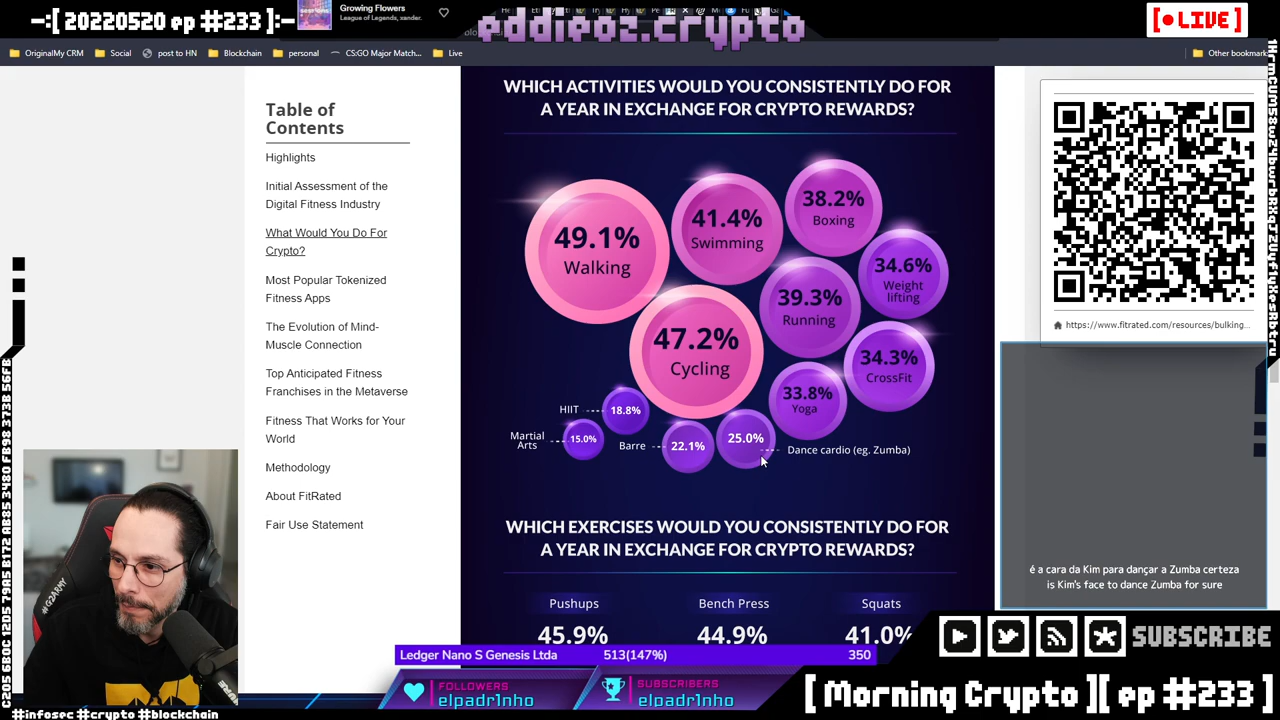 -:[ 20220520 ep #233 ]:-
Growing Flowers
League of Legends, xander.
eddieoz.crypto
[ • LIVE ]
OriginalMy CRM
Social
post to HN
Blockchain
personal
CS:GO Major Match...
Live
Other bookmark
Table of
Contents
Highlights
Initial Assessment of the
Digital Fitness Industry
What Would You Do For
Crypto?
Most Popular Tokenized
Fitness Apps
The Evolution of Mind-
Muscle Connection
Top Anticipated Fitness
Franchises in the Metaverse
Fitness That Works for Your
World
Methodology
About FitRated
Fair Use Statement
WHICH ACTIVITIES WOULD YOU CONSISTENTLY DO FOR
A YEAR IN EXCHANGE FOR CRYPTO REWARDS?
49.1%
Walking
41.4%
Swimming
38.2%
Boxing
34.6%
Weight
lifting
39.3%
Running
47.2%
Cycling
34.3%
CrossFit
33.8%
Yoga
HIIT
18.8%
Martial
Arts
15.0%
Barre
22.1%
25.0%
Dance cardio (eg. Zumba)
WHICH EXERCISES WOULD YOU CONSISTENTLY DO FOR
A YEAR IN EXCHANGE FOR CRYPTO REWARDS?
Pushups
Bench Press
Squats
45.9%
44.9%
41.0%
https://www.fitrated.com/resources/bulking...
é a cara da Kim para dançar a Zumba certeza
is Kim's face to dance Zumba for sure
#G2ARMY
Ledger Nano S Genesis Ltda
513(147%)
350
FOLLOWERS
elpadr1nho
SUBSCRIBERS
elpadr1nho
SUBSCRIBE
[ Morning Crypto ][ ep #233 ]
#infosec #crypto #blockchain